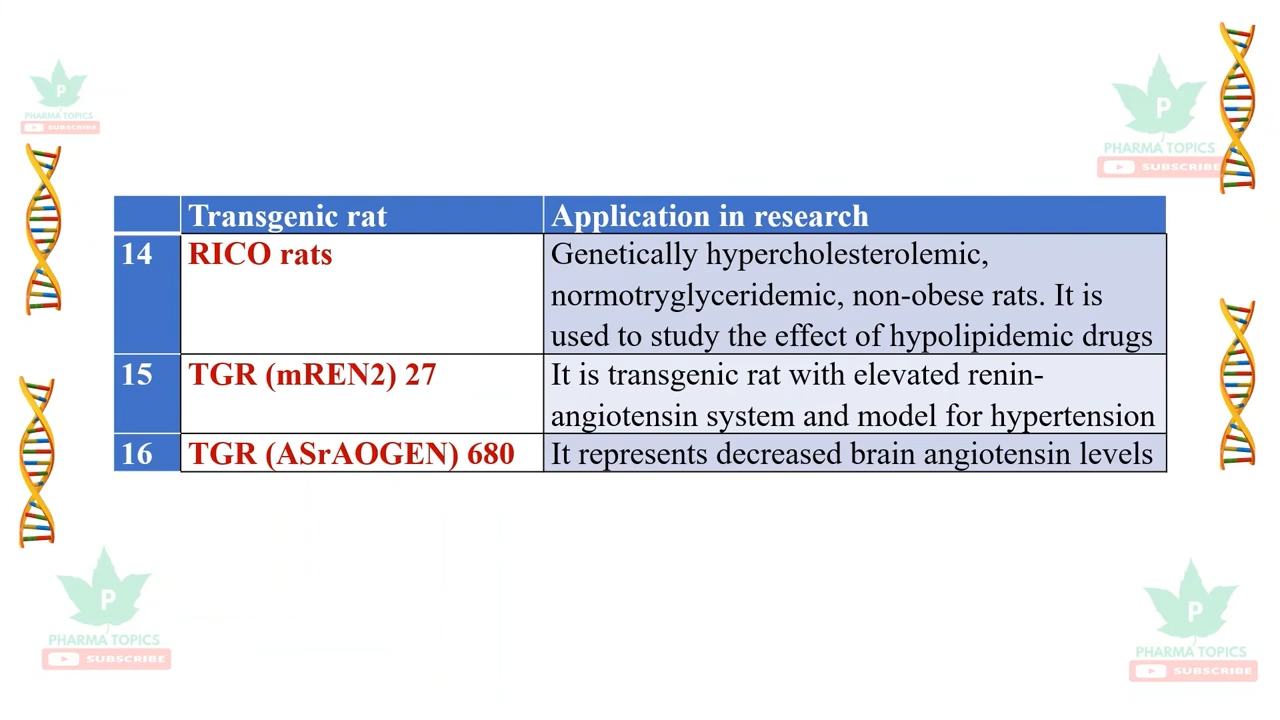 P
PHARMA TOPICS
SUBSCRIBE
P
PHARMA TOPICS
SUBSCRIBE
Transgenic rat Application in research
14 RICO rats Genetically hypercholesterolemic,
normotryglyceridemic, non-obese rats. It is
used to study the effect of hypolipidemic drugs
15 TGR (mREN2) 27 It is transgenic rat with elevated renin-
angiotensin system and model for hypertension
16 TGR (ASrAOGEN) 680 It represents decreased brain angiotensin levels
P
PHARMA TOPICS
SUBSCRIBE
P
PHARMA TOPICS
SUBSCRIBE